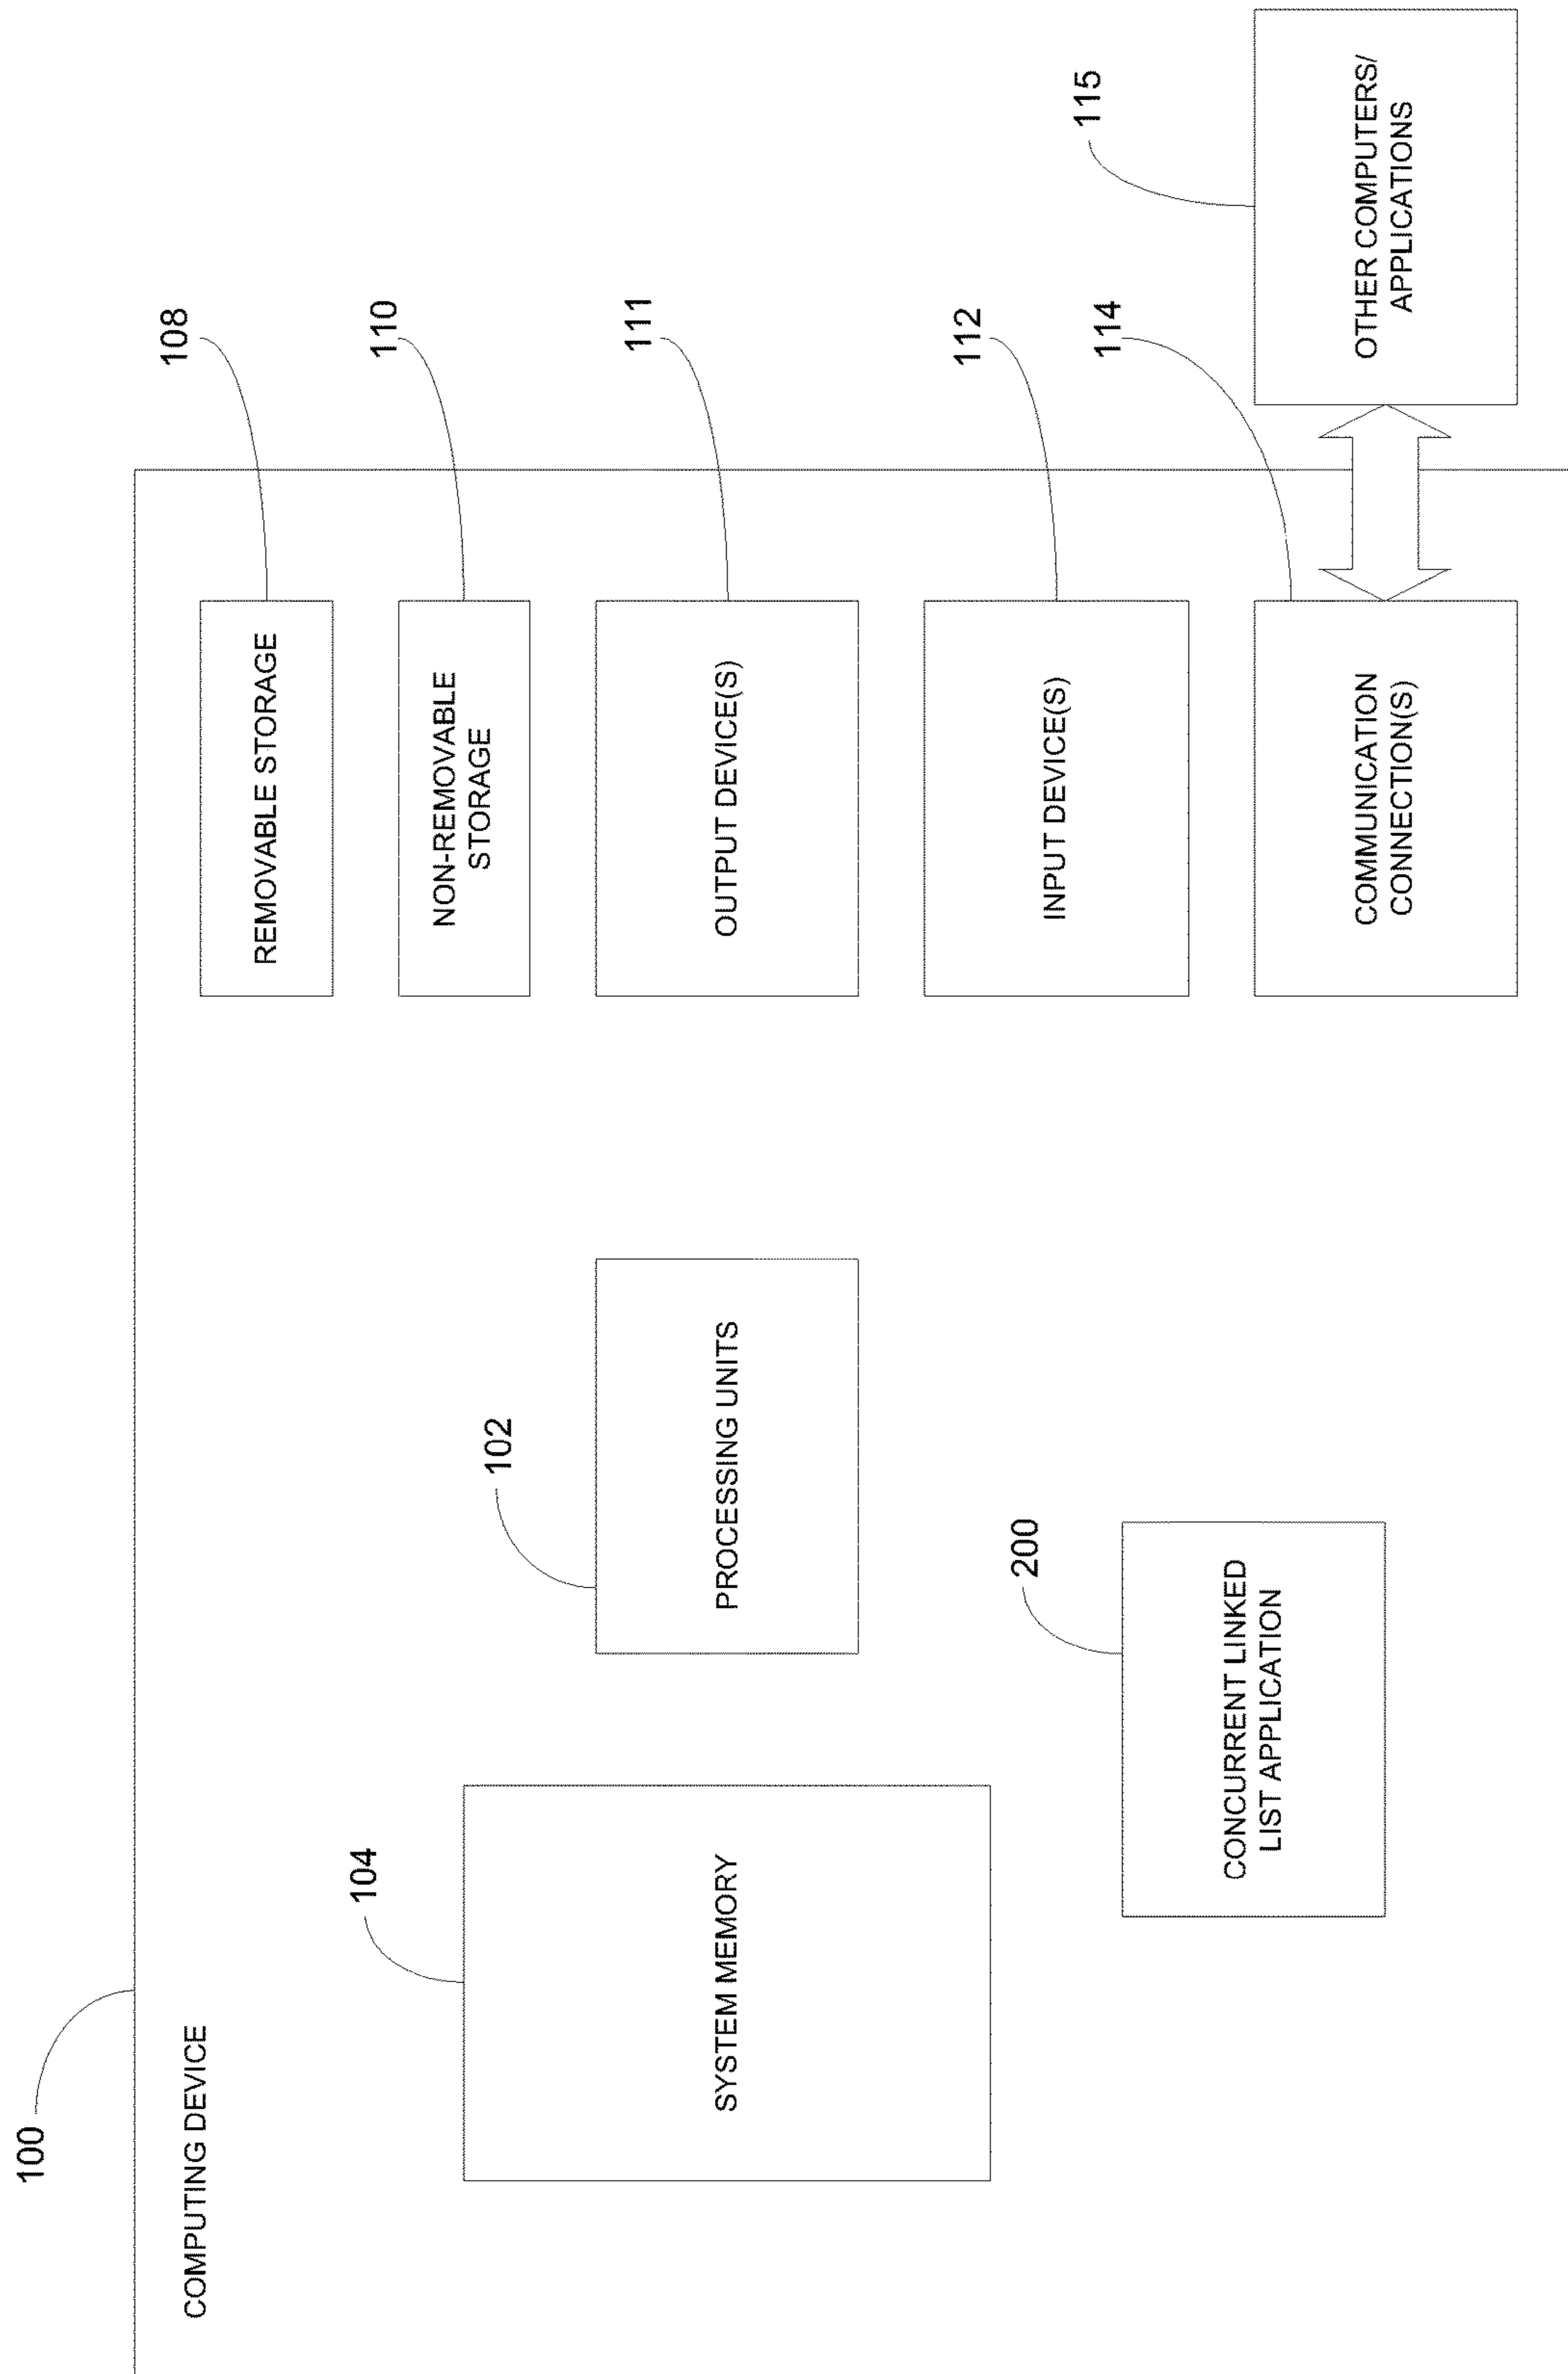 100
COMPUTING DEVICE
104
SYSTEM MEMORY
102
PROCESSING UNITS
200
CONCURRENT LINKED
LIST APPLICATION
108
REMOVABLE STORAGE
110
NON-REMOVABLE
STORAGE
111
OUTPUT DEVICE(S)
112
INPUT DEVICE(S)
114
COMMUNICATION
CONNECTION(S)
115
OTHER COMPUTERS/
APPLICATIONS